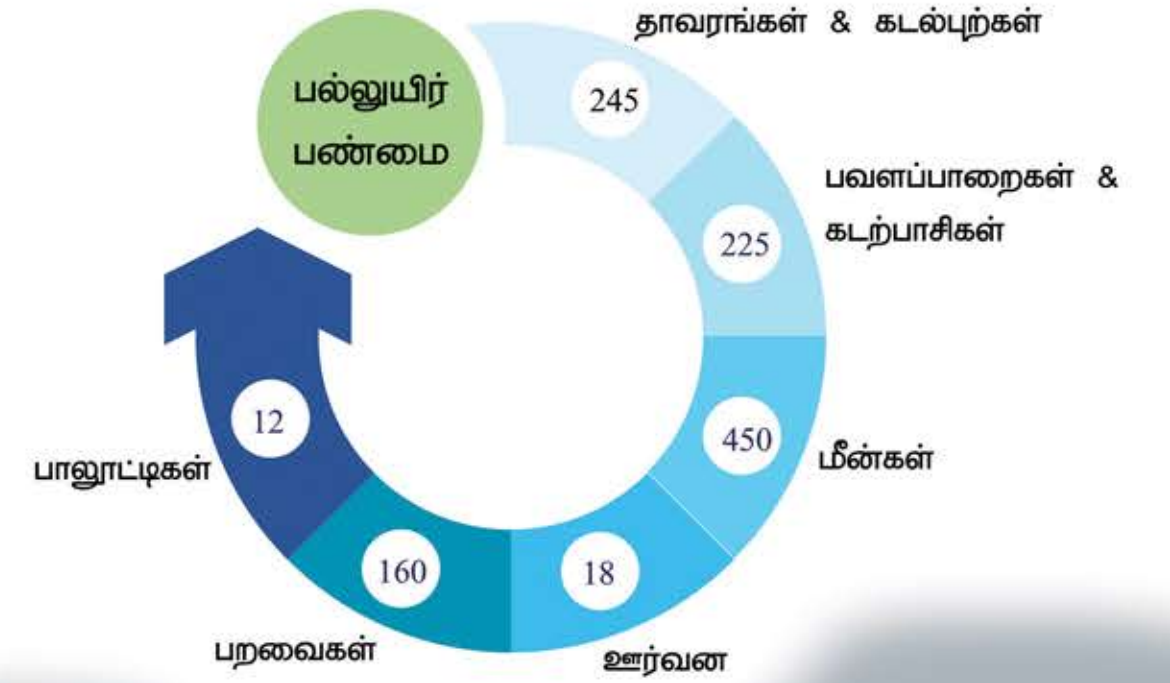 பல்லுயிர்
பண்மை
தாவரங்கள் & கடல்புற்கள்
245
பவளப்பாறைகள் &
கடற்பாசிகள்
225
450
மீன்கள்
18
ஊர்வன
160
பறவைகள்
12
பாலூட்டிகள்